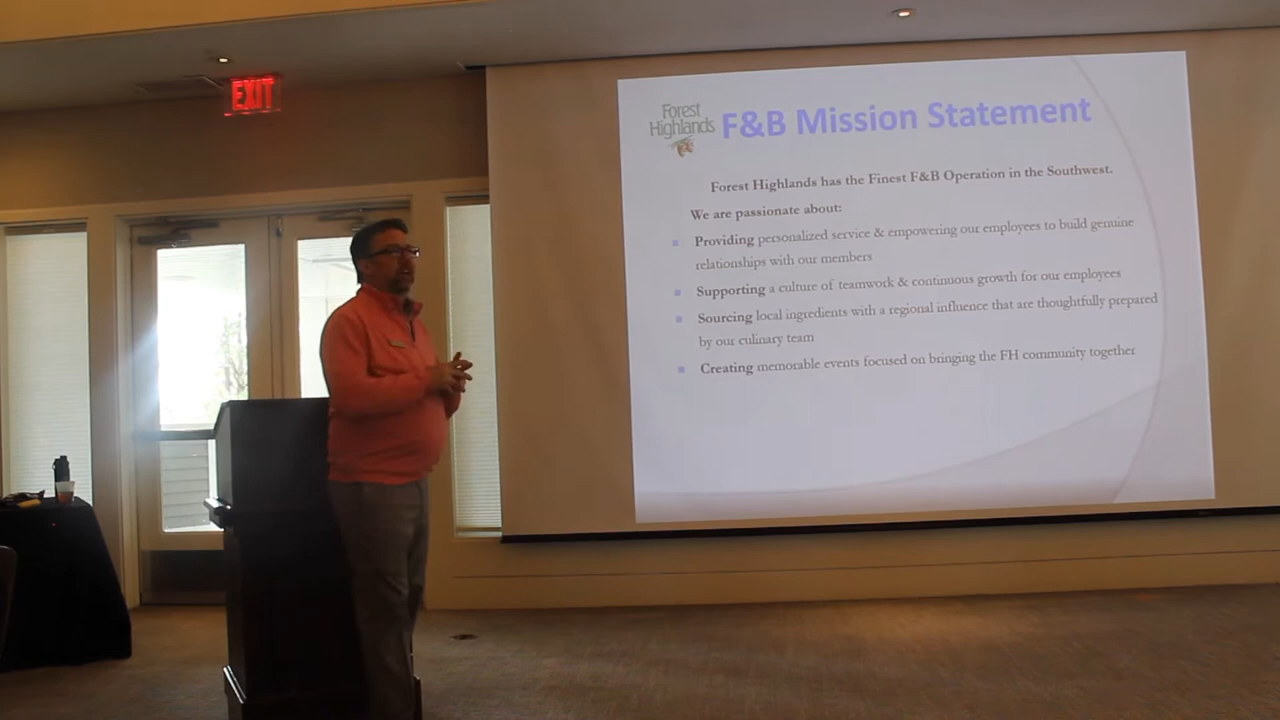 EXIT
Forest
Highlands
F&B Mission Statement
Forest Highlands has the Finest F&B Operation in the Southwest.
We are passionate about:
Providing personalized service & empowering our employees to build genuine
relationships with our members
Supporting a culture of teamwork & continuous growth for our employees
Sourcing local ingredients with a regional influence that are thoughtfully prepared
by our culinary team
Creating memorable events focused on bringing the FH community together